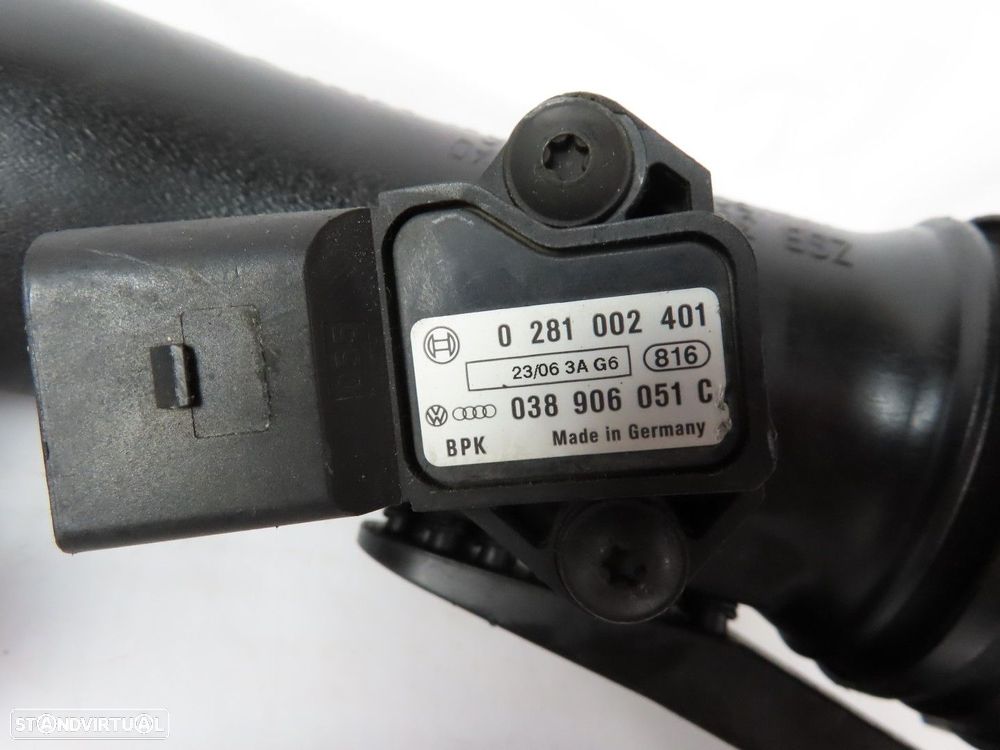 0 281 002 401
23/06 3A G6
816
038 906 051 C
BPK
Made in Germany
STANDVIRTUAL